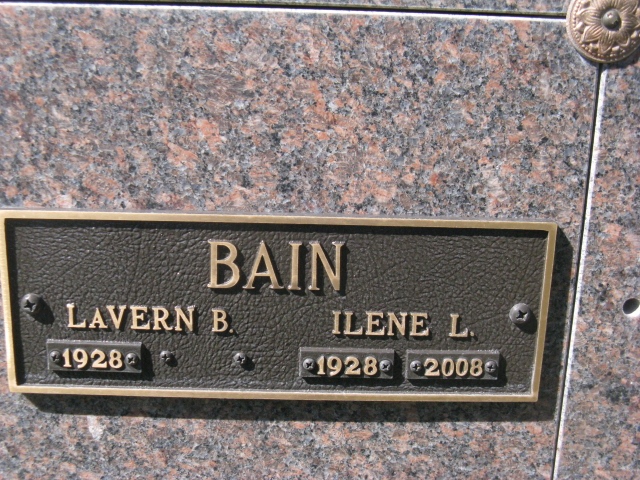 BAIN
LAVERN B. ILENE L.
1928 1928 2008